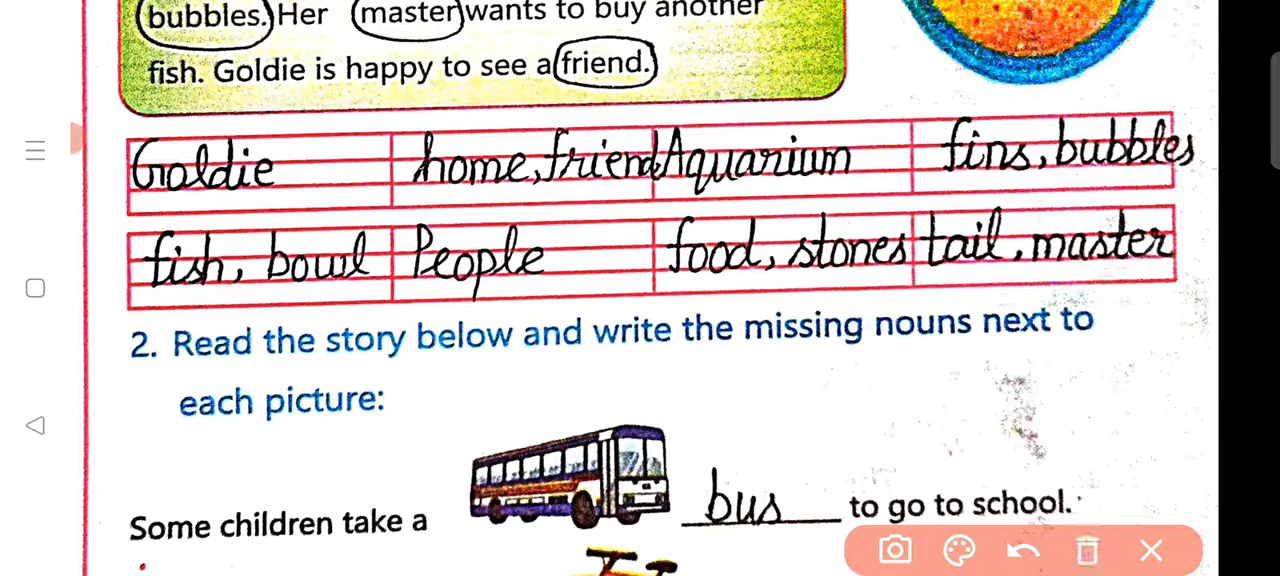 bubbles. Her master wants to buy another
fish. Goldie is happy to see a friend.
Goldie home, friend Aquarium fins, bubbles
fish, bowl People food, stones tail, master
2. Read the story below and write the missing nouns next to
each picture:
Some children take a bus to go to school.